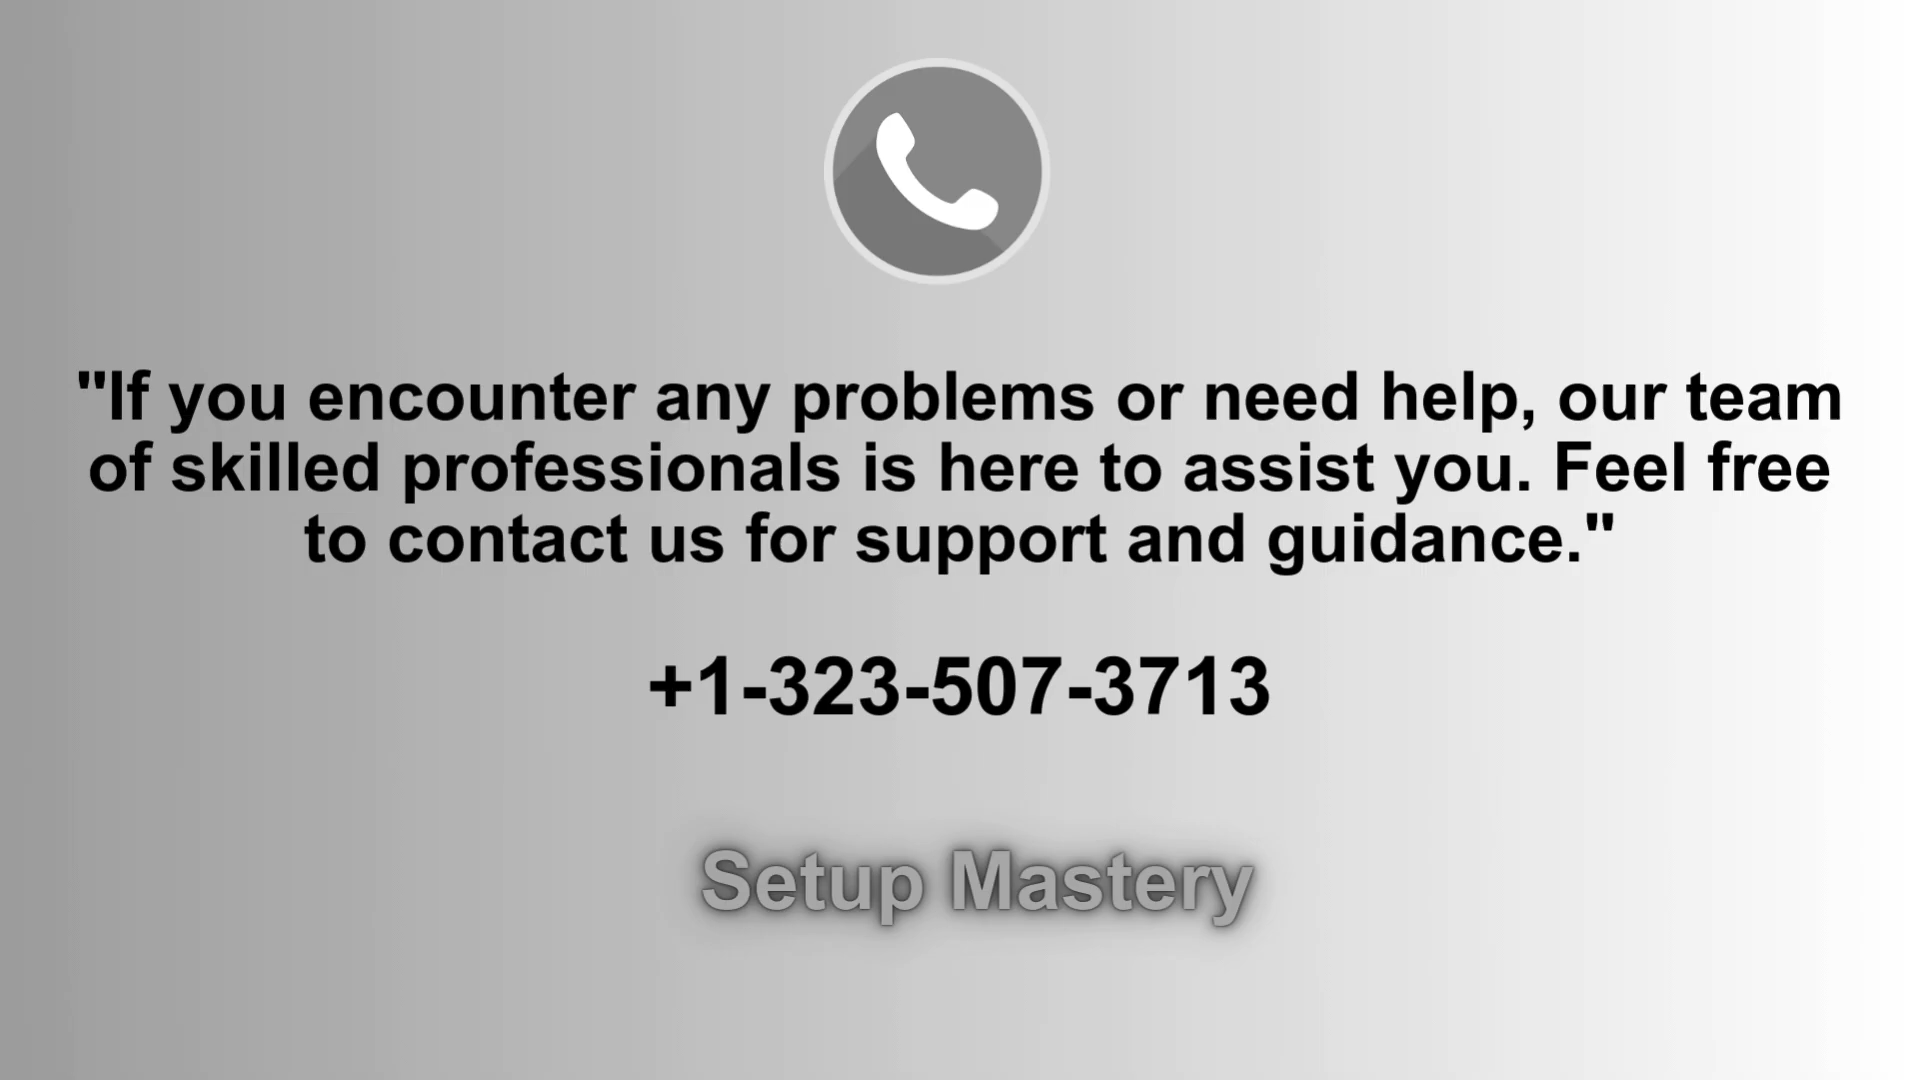 "If you encounter any problems or need help, our team
of skilled professionals is here to assist you. Feel free
to contact us for support and guidance."
+1-323-507-3713
Setup Mastery